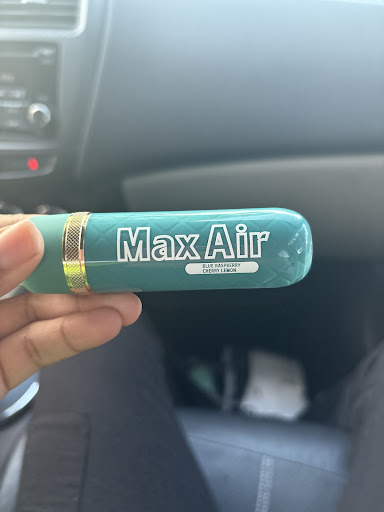 Max Air
BLUE RASPBERRY
CHERRY LEMON